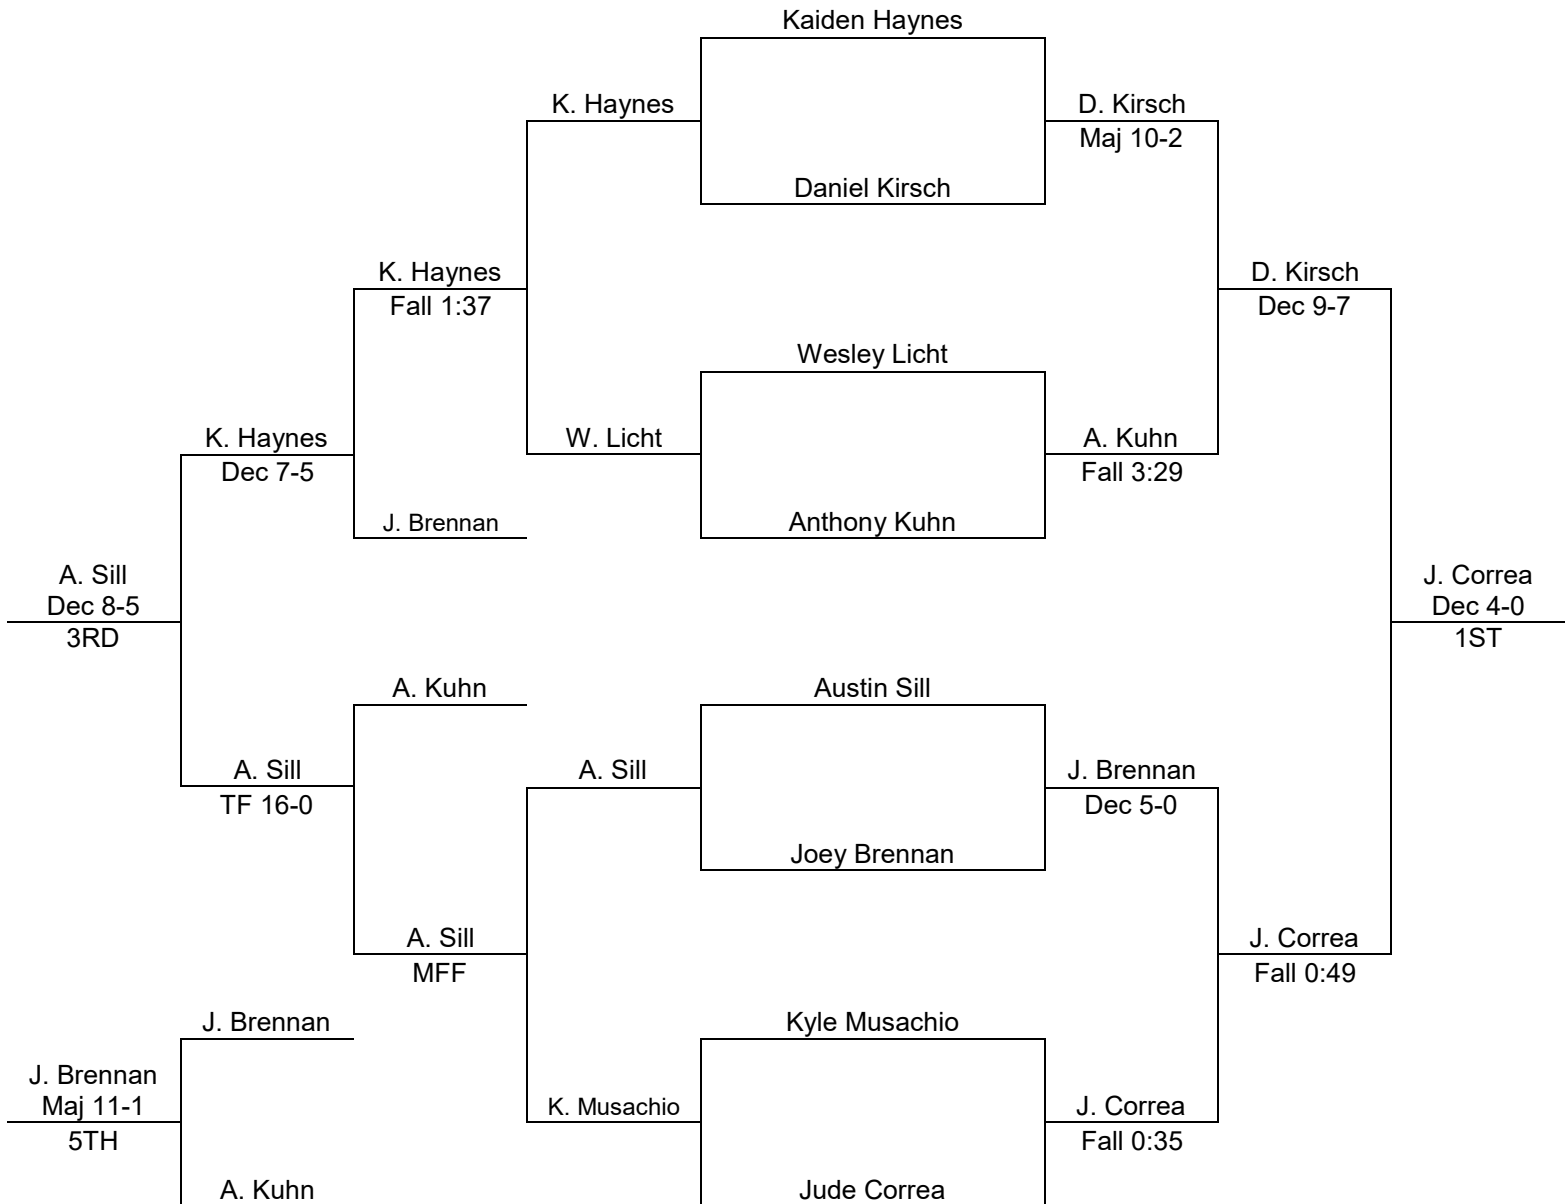 Kaiden Haynes
K. Haynes
D. Kirsch
Maj 10-2
Daniel Kirsch
K. Haynes
Fall 1:37
D. Kirsch
Dec 9-7
Wesley Licht
K. Haynes
Dec 7-5
W. Licht
A. Kuhn
Fall 3:29
J. Brennan
Anthony Kuhn
A. Sill
Dec 8-5
3RD
J. Correa
Dec 4-0
1ST
A. Kuhn
Austin Sill
A. Sill
TF 16-0
A. Sill
J. Brennan
Dec 5-0
Joey Brennan
A. Sill
MFF
J. Correa
Fall 0:49
J. Brennan
Kyle Musachio
J. Brennan
Maj 11-1
5TH
K. Musachio
J. Correa
Fall 0:35
A. Kuhn
Jude Correa